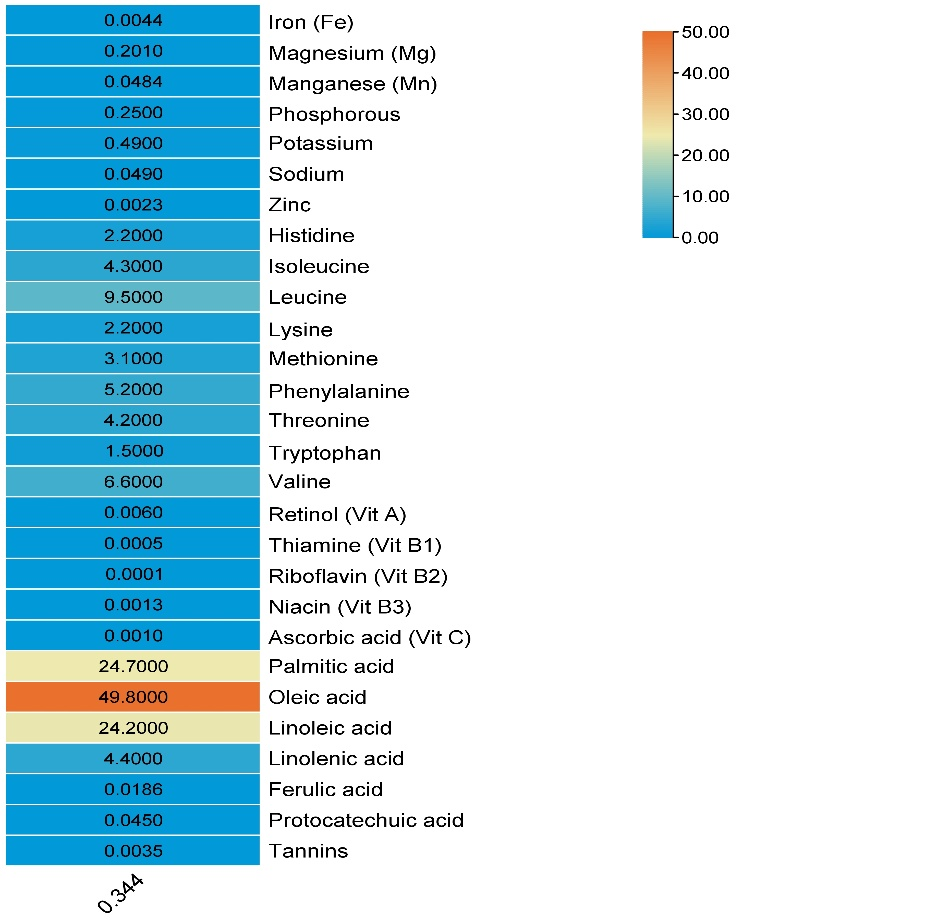 0.0044 Iron (Fe)
0.2010 Magnesium (Mg)
0.0484 Manganese (Mn)
0.2500 Phosphorous
0.4900 Potassium
0.0490 Sodium
0.0023 Zinc
2.2000 Histidine
4.3000 Isoleucine
9.5000 Leucine
2.2000 Lysine
3.1000 Methionine
5.2000 Phenylalanine
4.2000 Threonine
1.5000 Tryptophan
6.6000 Valine
0.0060 Retinol (Vit A)
0.0005 Thiamine (Vit B1)
0.0001 Riboflavin (Vit B2)
0.0013 Niacin (Vit B3)
0.0010 Ascorbic acid (Vit C)
24.7000 Palmitic acid
49.8000 Oleic acid
24.2000 Linoleic acid
4.4000 Linolenic acid
0.0186 Ferulic acid
0.0450 Protocatechuic acid
0.0035 Tannins
0.344
50.00
40.00
30.00
20.00
10.00
0.00